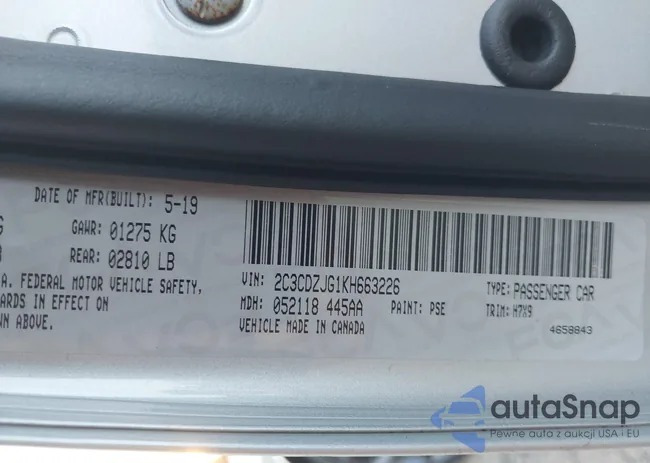 DATE OF MFR(BUILT): 5-19
GAWR: 01275 KG
REAR: 02810 LB
A. FEDERAL MOTOR VEHICLE SAFETY,
ARDS IN EFFECT ON
WN ABOVE.
VIN: 2C3CDZJG1KH663226
TYPE: PASSENGER CAR
MDH: 052118 445AA
PAINT: PSE
TRIM: H7X9
VEHICLE MADE IN CANADA
4658843
autaSnap
Pewne auta z aukcji USA i EU